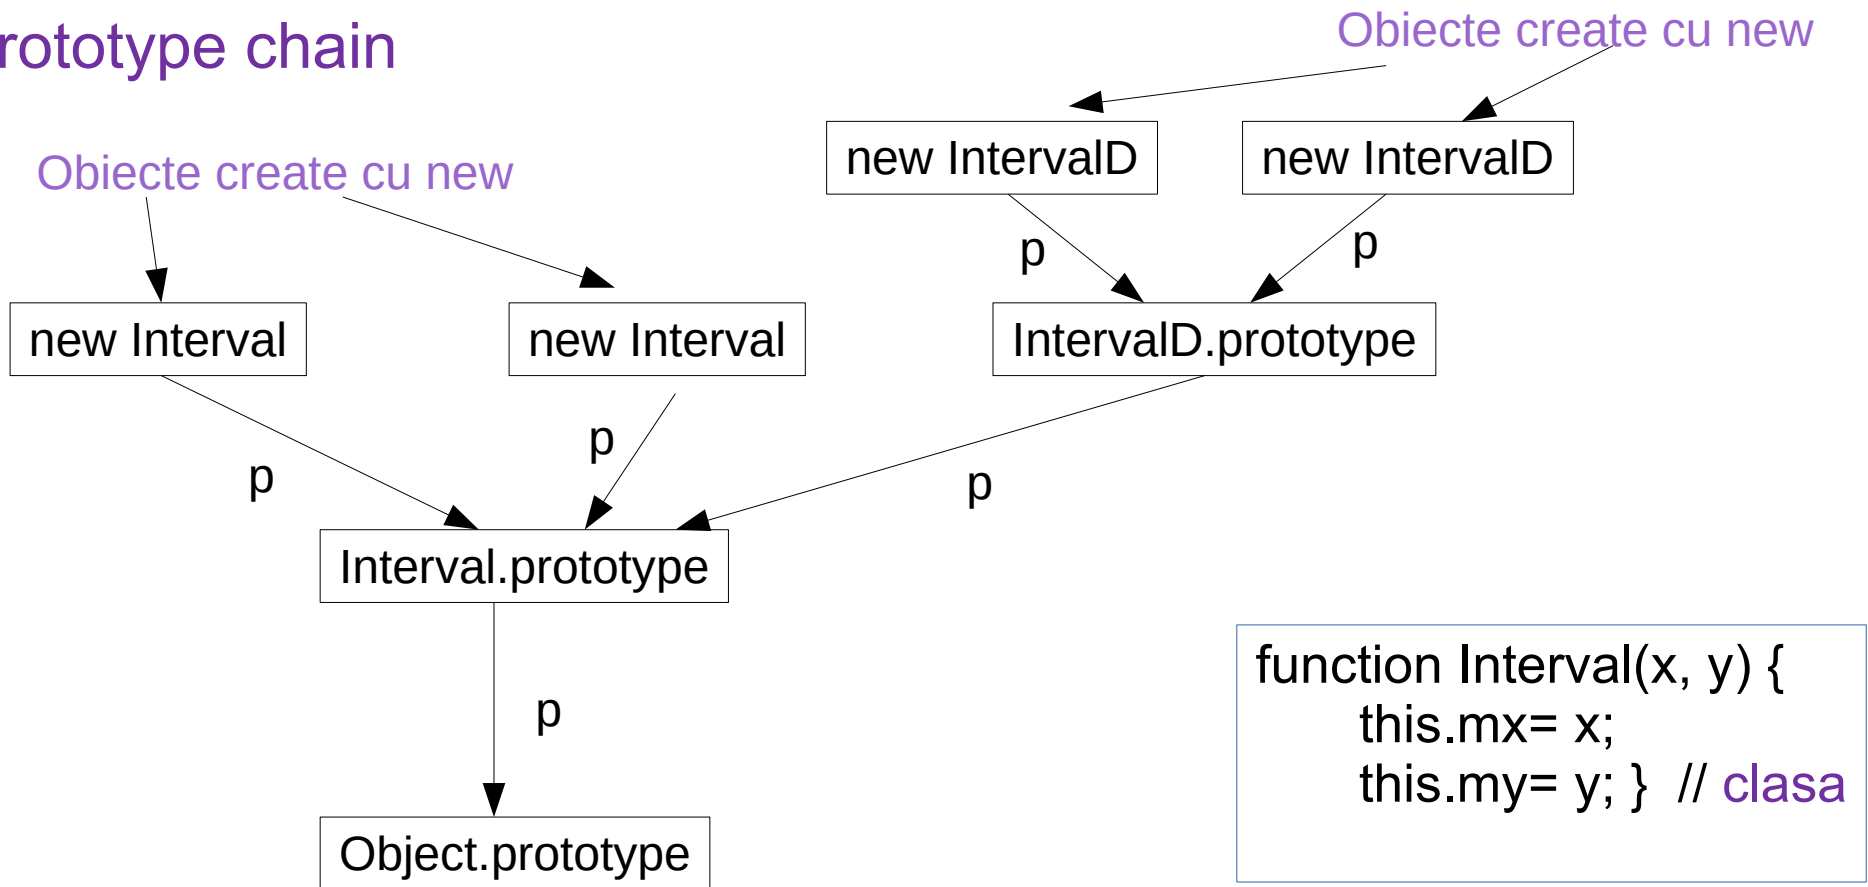 rototype chain
Obiecte create cu new
Obiecte create cu new
new IntervalD
new IntervalD
p
p
new Interval
new Interval
IntervalD.prototype
p
p
p
Interval.prototype
p
Object.prototype
function Interval(x, y) {
this.mx= x;
this.my= y; } // clasa